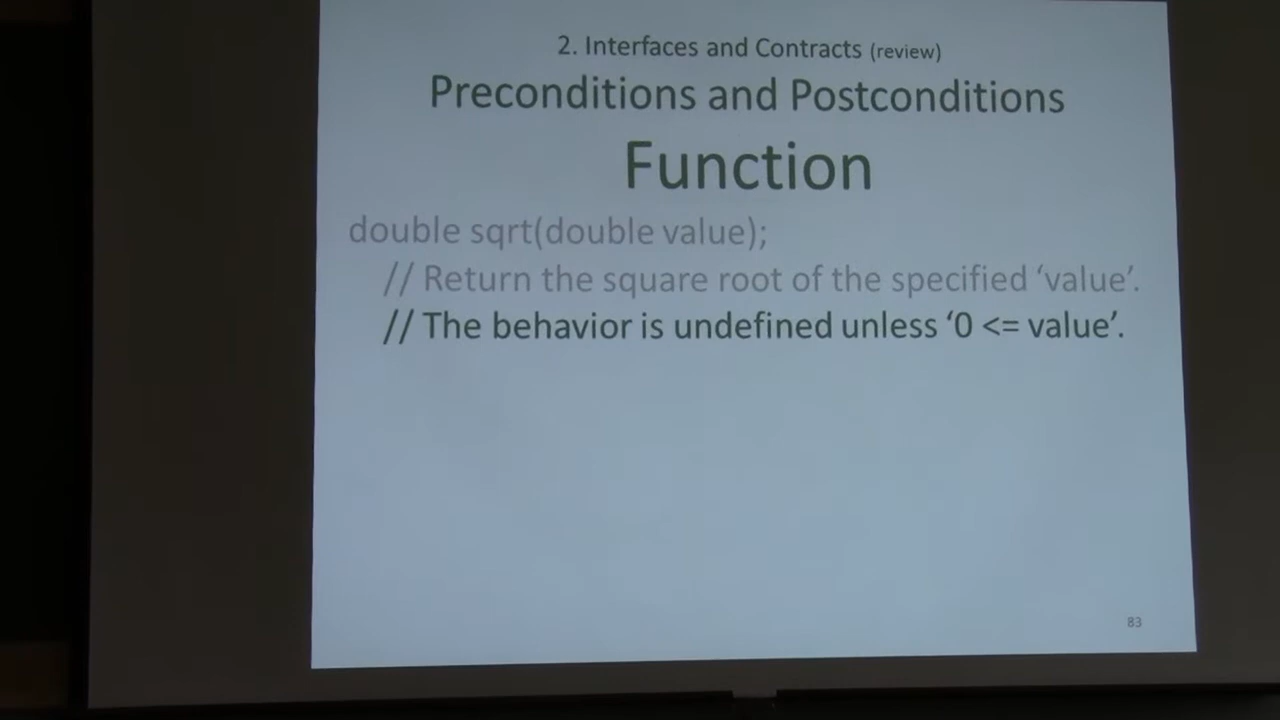 2. Interfaces and Contracts (review)
Preconditions and Postconditions
Function
double sqrt(double value);
// Return the square root of the specified ‘value’.
// The behavior is undefined unless ‘0 <= value’.
83